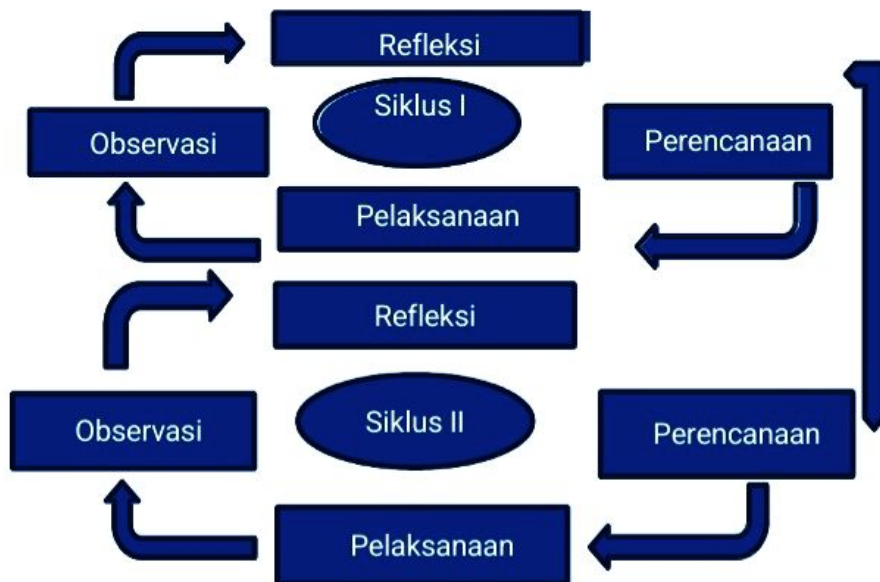 Refleksi
Siklus I
Observasi
Perencanaan
Pelaksanaan
Refleksi
Siklus II
Observasi
Perencanaan
Pelaksanaan